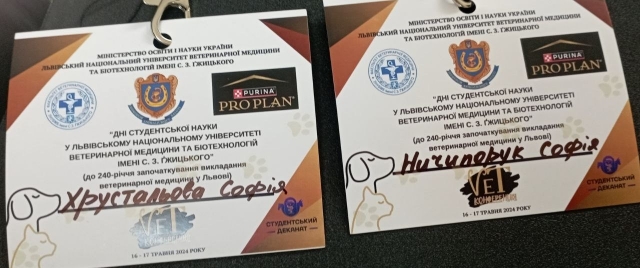 МІНІСТЕРСТВО ОСВІТИ І НАУКИ УКРАЇНИ
ЛЬВІВСЬКИЙ НАЦІОНАЛЬНИЙ УНІВЕРСИТЕТ ВЕТЕРИНАРНОЇ МЕДИЦИНИ
ТА БІОТЕХНОЛОГІЙ ІМЕНІ С. З. ҐЖИЦЬКОГО
PURINA
PRO PLAN
"ДНІ СТУДЕНТСЬКОЇ НАУКИ
У ЛЬВІВСЬКОМУ НАЦІОНАЛЬНОМУ УНІВЕРСИТЕТІ
ВЕТЕРИНАРНОЇ МЕДИЦИНИ ТА БІОТЕХНОЛОГІЙ
ІМЕНІ С. З. ҐЖИЦЬКОГО"
(до 240-річчя започаткування викладання
ветеринарної медицини у Львові)
Хрустальова Софія
VET
КОНФЕРЕНЦІЯ
СТУДЕНТСЬКИЙ
— ДЕКАНАТ —
16 - 17 ТРАВНЯ 2024 РОКУ
МІНІСТЕРСТВО ОСВІТИ І НАУКИ УКРАЇНИ
ЛЬВІВСЬКИЙ НАЦІОНАЛЬНИЙ УНІВЕРСИТЕТ ВЕТЕРИНАРНОЇ МЕДИЦИНИ
ТА БІОТЕХНОЛОГІЙ ІМЕНІ С. З. ҐЖИЦЬКОГО
PURINA
PRO PLAN
"ДНІ СТУДЕНТСЬКОЇ НАУКИ
У ЛЬВІВСЬКОМУ НАЦІОНАЛЬНОМУ УНІВЕРСИТЕТІ
ВЕТЕРИНАРНОЇ МЕДИЦИНИ ТА БІОТЕХНОЛОГІЙ
ІМЕНІ С. З. ҐЖИЦЬКОГО"
(до 240-річчя започаткування викладання
ветеринарної медицини у Львові)
Ничипорук Софія
VET
КОНФЕРЕНЦІЯ
СТУДЕНТСЬКИЙ
— ДЕКАНАТ —
16 - 17 ТРАВНЯ 2024 РОКУ